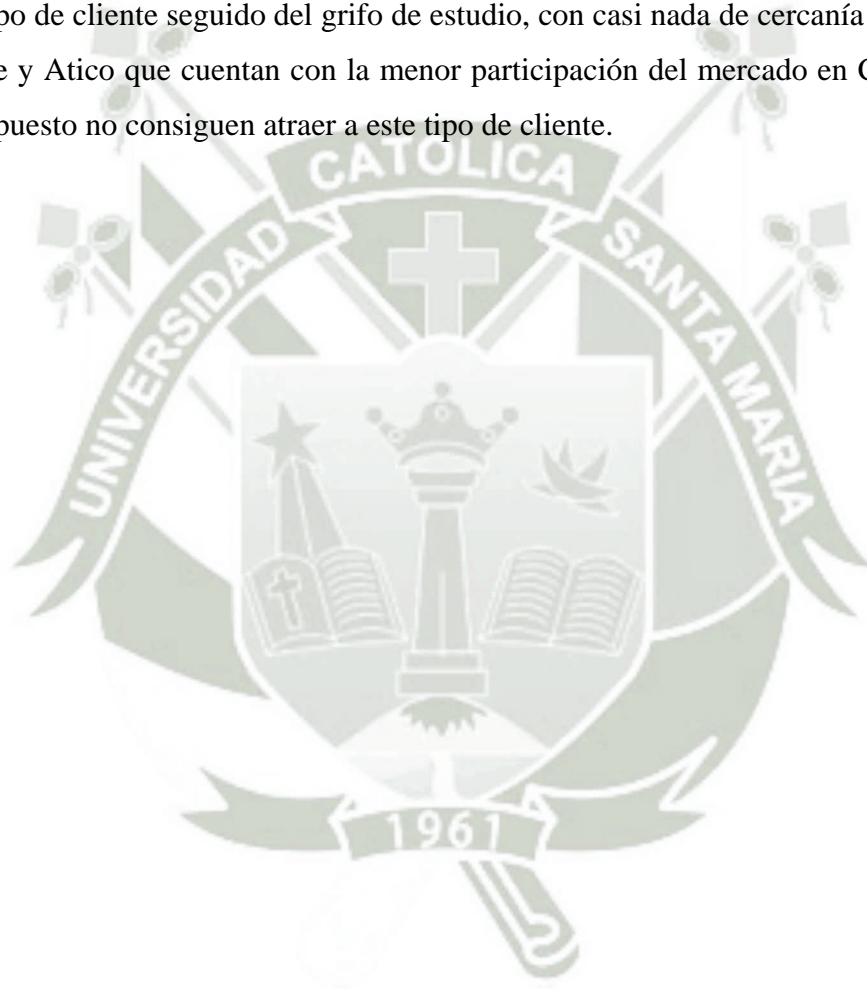 po de cliente seguido del grifo de estudio, con casi nada de cercanía
e y Atico que cuentan con la menor participación del mercado en
puesto no consiguen atraer a este tipo de cliente.
UNIVERSIDAD CATÓLICA SANTA MARIA
1961